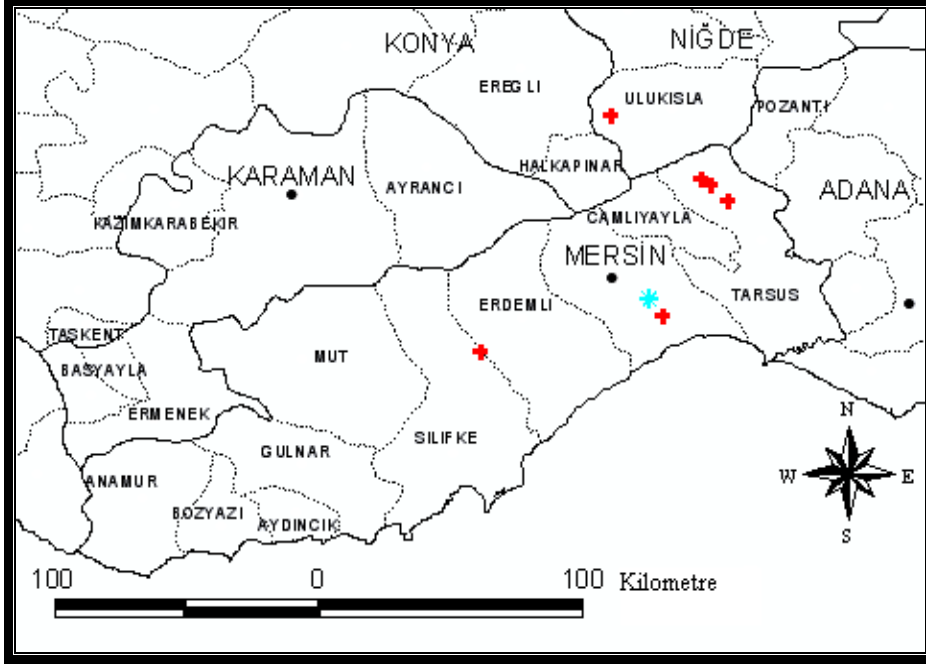 KONYA
NİĞDE
EREGLI
ULUKISLA
POZANTI
HALKAPINAR
KARAMAN
AYRANCI
ADANA
KAZIMKARABEKIR
CAMLIYAYLA
MERSİN
TARSUS
ERDEMLI
TASKENT
MUT
BASYAYLA
ERMENEK
N
SILIFKE
GULNAR
W
E
ANAMUR
BOZYAZI
AYDINCIK
S
100
0
100
Kilometre